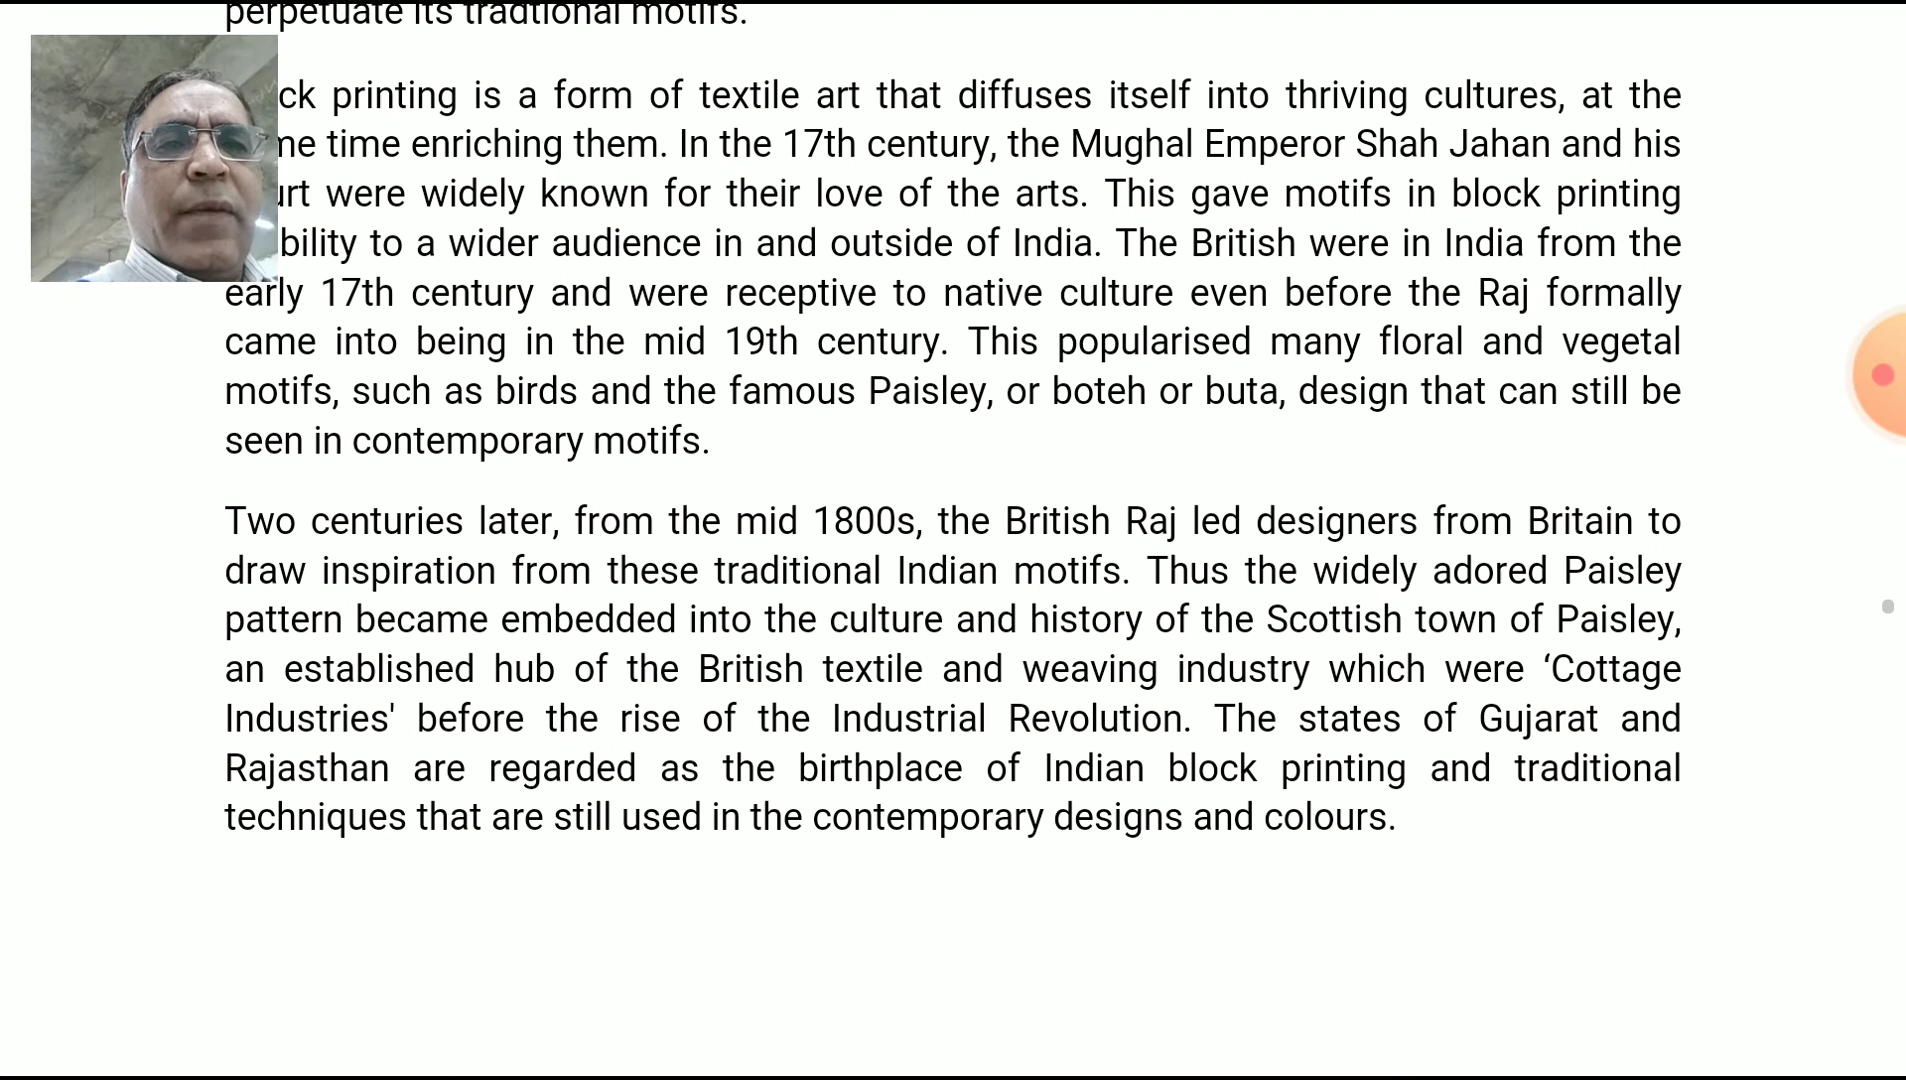 perpetuate its tradtional motifs.
printing is a form of textile art that diffuses itself into thriving cultures, at the
time enriching them. In the 17th century, the Mughal Emperor Shah Jahan and his
were widely known for their love of the arts. This gave motifs in block printing
to a wider audience in and outside of India. The British were in India from the
early 17th century and were receptive to native culture even before the Raj formally
came into being in the mid 19th century. This popularised many floral and vegetal
motifs, such as birds and the famous Paisley, or boteh or buta, design that can still be
seen in contemporary motifs.
Two centuries later, from the mid 1800s, the British Raj led designers from Britain to
draw inspiration from these traditional Indian motifs. Thus the widely adored Paisley
pattern became embedded into the culture and history of the Scottish town of Paisley,
an established hub of the British textile and weaving industry which were ‘Cottage
Industries' before the rise of the Industrial Revolution. The states of Gujarat and
Rajasthan are regarded as the birthplace of Indian block printing and traditional
techniques that are still used in the contemporary designs and colours.